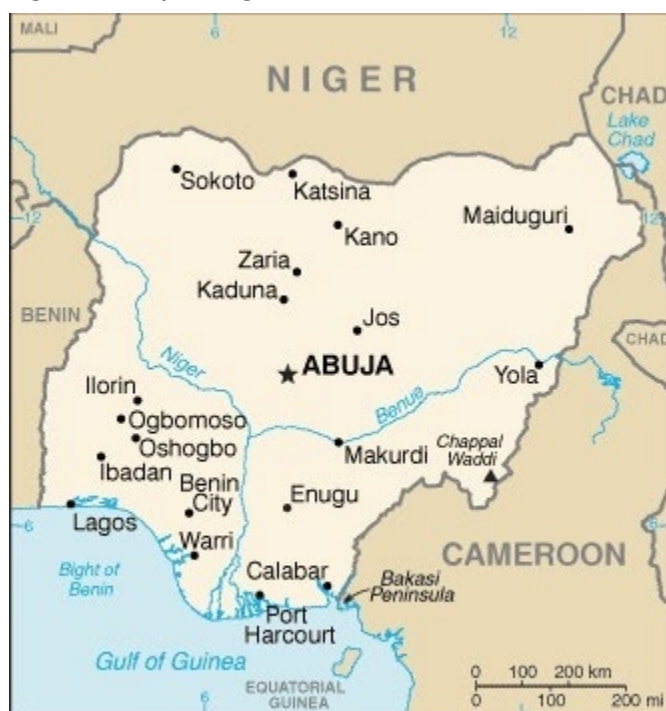 MALI
6
12
NIGER
CHAD
Lake
Chad
Sokoto
Katsina
Maiduguri
12
12
Kano
Zaria
Kaduna
BENIN
Jos
CHAD
Niger
ABUJA
Yola
Ilorin
Benue
Ogbomoso
Oshogbo
Makurdi
Chappal
Waddi
Ibadan
Benin
City
Enugu
Lagos
6
6
Warri
CAMEROON
Bight of
Benin
Calabar
Bakasi
Peninsula
Port
Harcourt
Gulf of Guinea
0 100 200 km
EQUATORIAL
GUINEA
6
0 100 200 mi